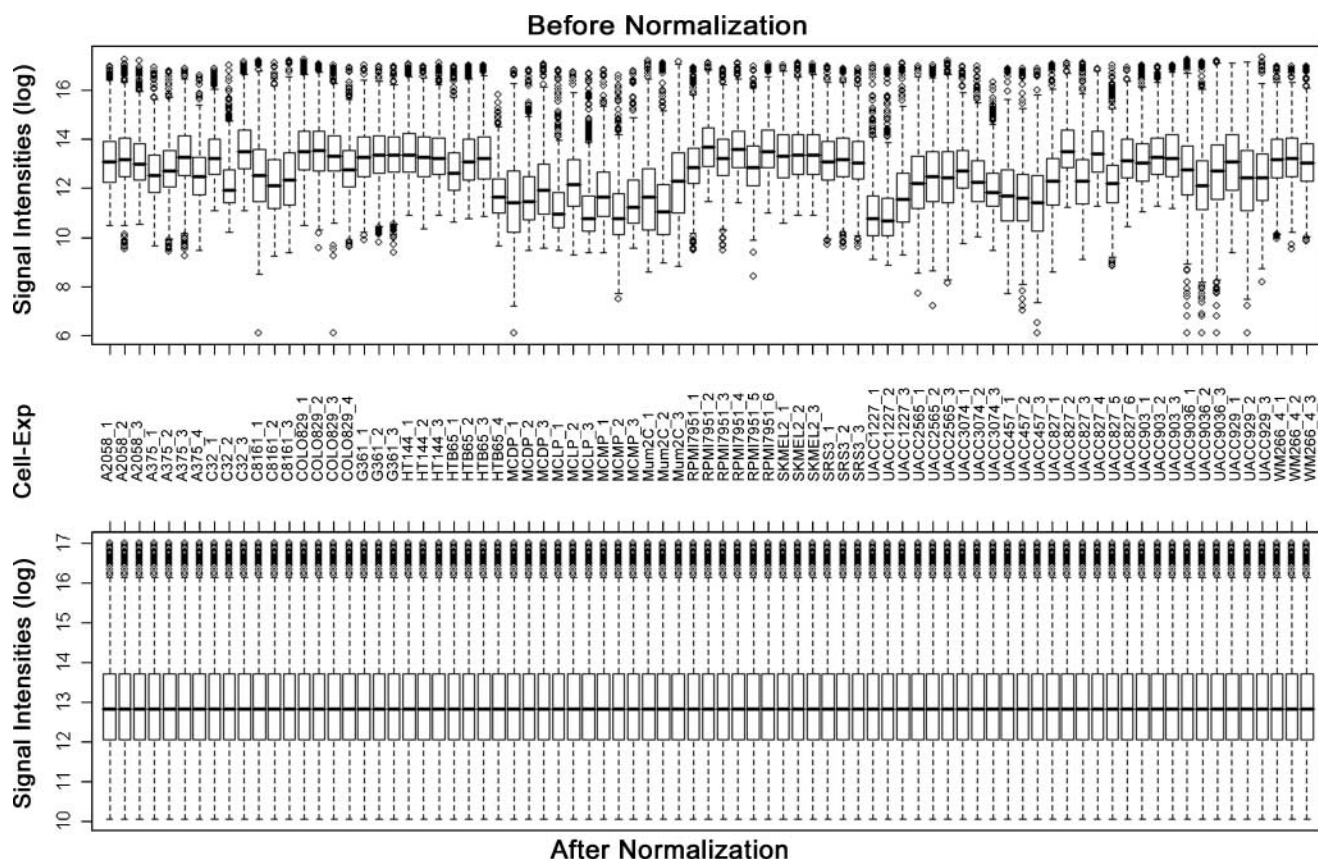 Before Normalization
Signal Intensities (log)
16
14
12
10
8
6
Cell-Exp
A2058_1
A2058_2
A2058_3
A375_1
A375_2
A375_3
A375_4
C32_1
C32_2
C32_3
C8161_1
C8161_2
C8161_3
COLO829_1
COLO829_2
COLO829_3
COLO829_4
G361_1
G361_2
G361_3
HT144_1
HT144_2
HT144_3
HTB65_1
HTB65_2
HTB65_3
HTB65_4
MCDP_1
MCDP_2
MCDP_3
MCLP_1
MCLP_2
MCLP_3
MCMP_1
MCMP_2
MCMP_3
Mum2C_1
Mum2C_2
Mum2C_3
RPMI7951_1
RPMI7951_2
RPMI7951_3
RPMI7951_4
RPMI7951_5
RPMI7951_6
SKMEL2_1
SKMEL2_2
SKMEL2_3
SRS3_1
SRS3_2
SRS3_3
UACC1227_1
UACC1227_2
UACC1227_3
UACC2565_1
UACC2565_2
UACC2565_3
UACC3074_1
UACC3074_2
UACC3074_3
UACC457_1
UACC457_2
UACC457_3
UACC827_1
UACC827_2
UACC827_3
UACC827_4
UACC827_5
UACC827_6
UACC903_1
UACC903_2
UACC903_3
UACC9036_1
UACC9036_2
UACC9036_3
UACC929_1
UACC929_2
UACC929_3
WM266_4_1
WM266_4_2
WM266_4_3
Signal Intensities (log)
17
16
15
14
13
12
11
10
After Normalization